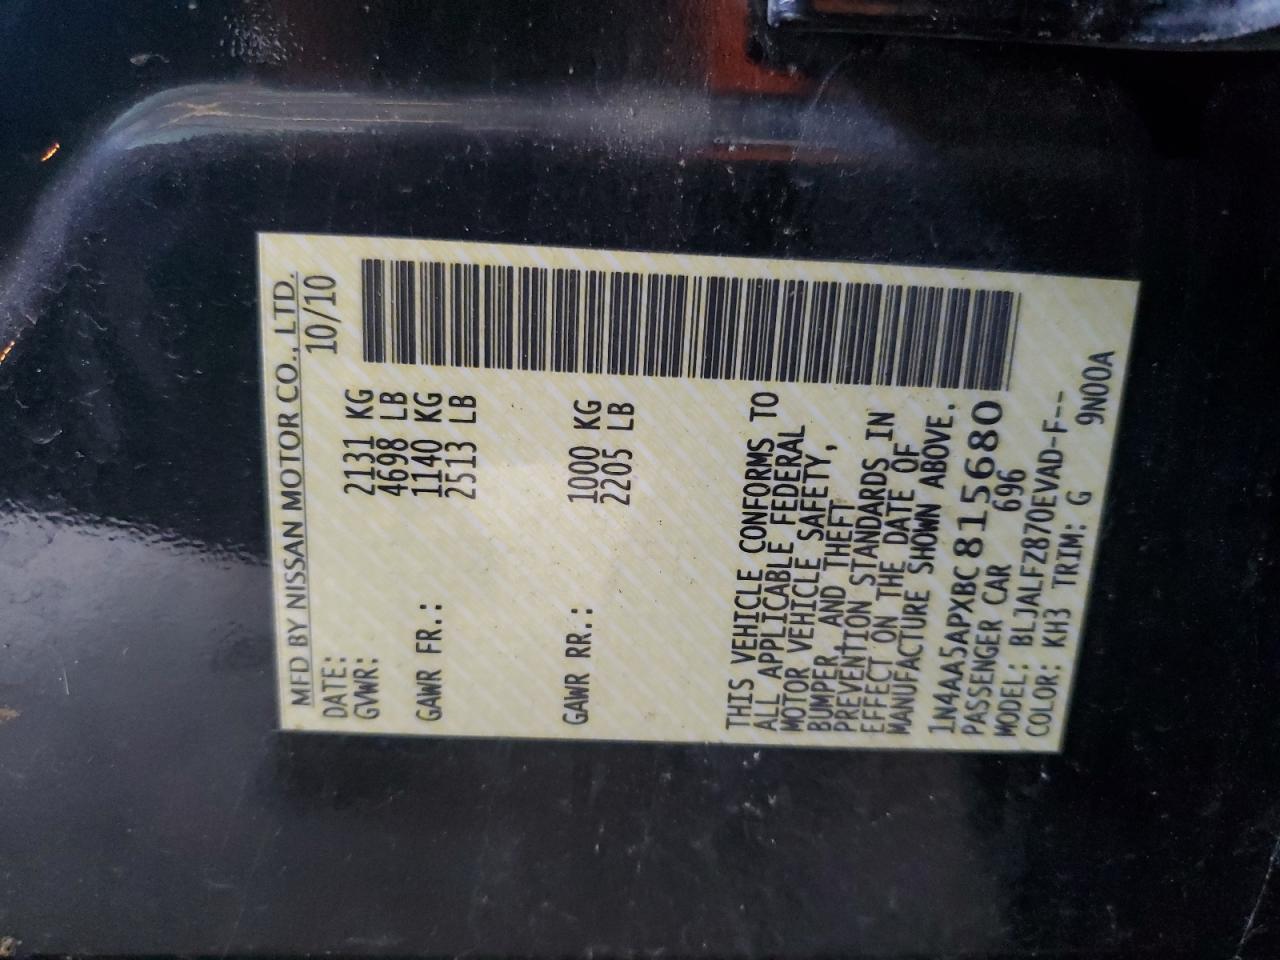 MFD BY NISSAN MOTOR CO., LTD.
DATE: 10/10
GVWR: 2131 KG
4698 LB
GAWR FR.: 1140 KG
2513 LB
GAWR RR.: 1000 KG
2205 LB
THIS VEHICLE CONFORMS TO
ALL APPLICABLE FEDERAL
MOTOR VEHICLE SAFETY,
BUMPER, AND THEFT
PREVENTION STANDARDS IN
EFFECT ON THE DATE OF
MANUFACTURE SHOWN ABOVE.
1N4AA5APXBC815680
PASSENGER CAR 696
MODEL: BLJALFZ870EVAD-F--
COLOR: KH3 TRIM: G 9N00A